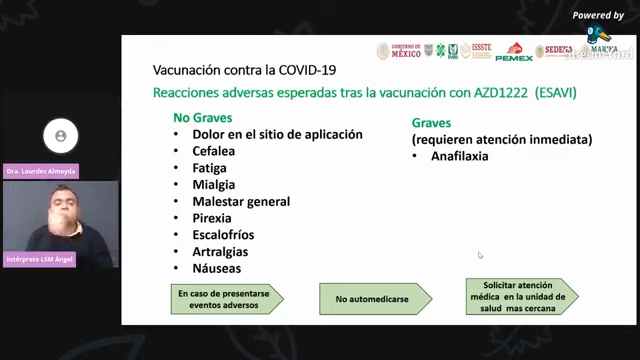 Powered by
StreamYard
GOBIERNO DE
MÉXICO
IMSS
ISSSTE
PEMEX
SEDENA
MARINA
Vacunación contra la COVID-19
Reacciones adversas esperadas tras la vacunación con AZD1222 (ESAVI)
No Graves
• Dolor en el sitio de aplicación
• Cefalea
• Fatiga
• Mialgia
• Malestar general
• Pirexia
• Escalofríos
• Artralgias
• Náuseas
Graves
(requieren atención inmediata)
• Anafilaxia
Dra. Lourdes Almeyda
Intérprete LSM Ángel
En caso de presentarse
eventos adversos
No automedicarse
Solicitar atención
médica en la unidad de
salud mas cercana